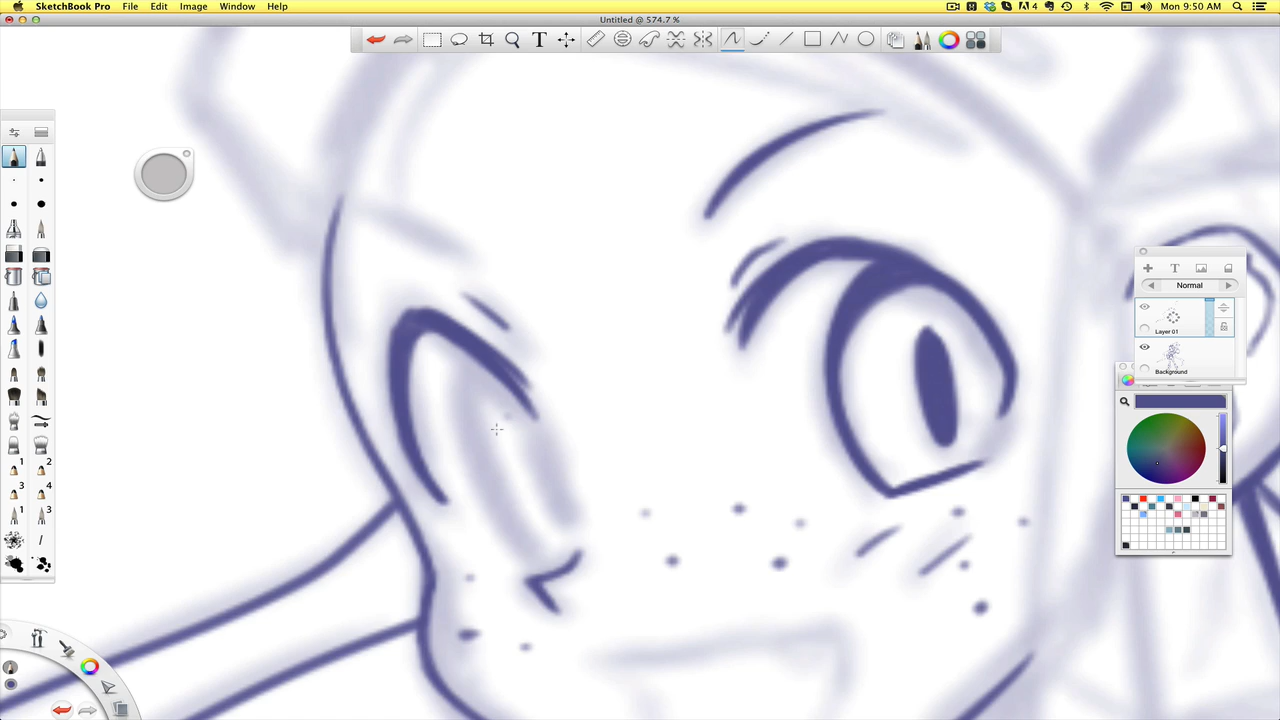 SketchBook Pro File Edit Image Window Help
4 Mon 9:50 AM
Untitled @ 574.7 %
T
T
Normal
Layer 01
Background
1 2
3 4
1 3